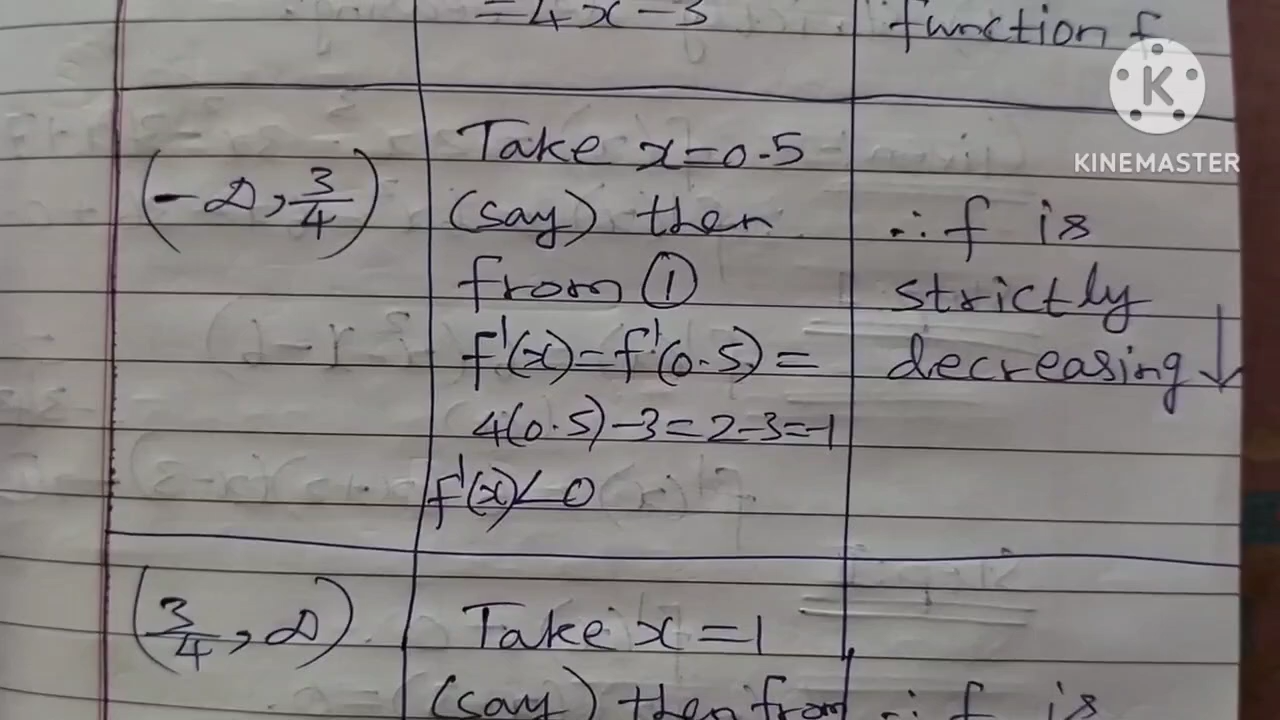 =4x-3
function f
(-∞, 3/4)
Take x=0.5
(say) then
from ①
f'(x)=f'(0.5)=
4(0.5)-3=2-3=-1
f'(x)<0
∴ f is
strictly
decreasing ↓
(3/4, ∞)
Take x=1
(say) then from
∴ f is
K
KINEMASTER